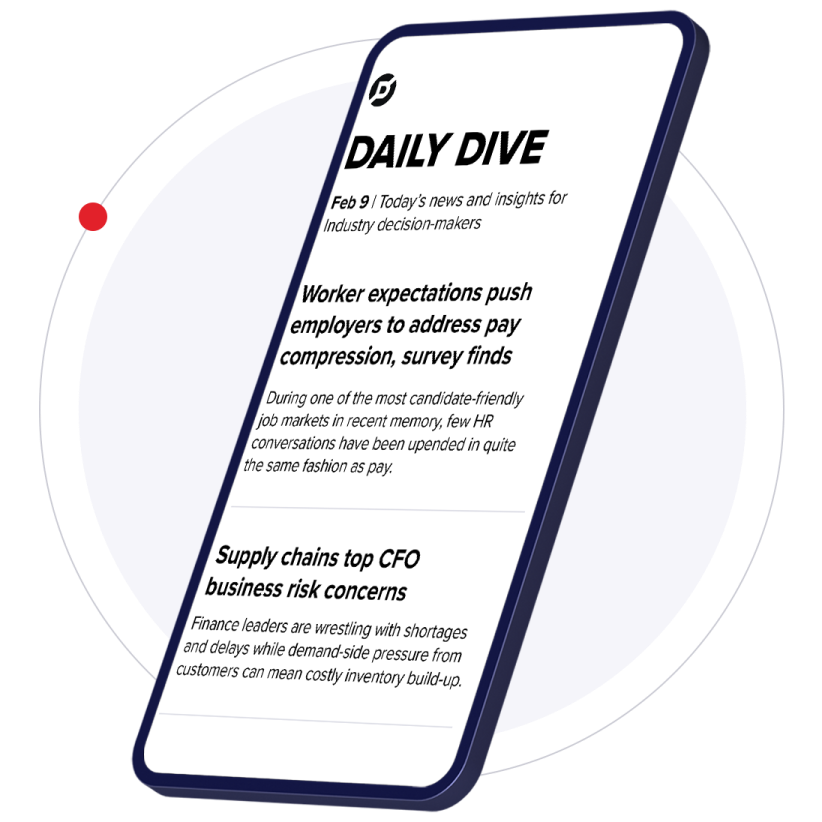 D
DAILY DIVE
Feb 9 | Today's news and insights for
Industry decision-makers
Worker expectations push
employers to address pay
compression, survey finds
During one of the most candidate-friendly
job markets in recent memory, few HR
conversations have been upended in quite
the same fashion as pay.
Supply chains top CFO
business risk concerns
Finance leaders are wrestling with shortages
and delays while demand-side pressure from
customers can mean costly inventory build-up.